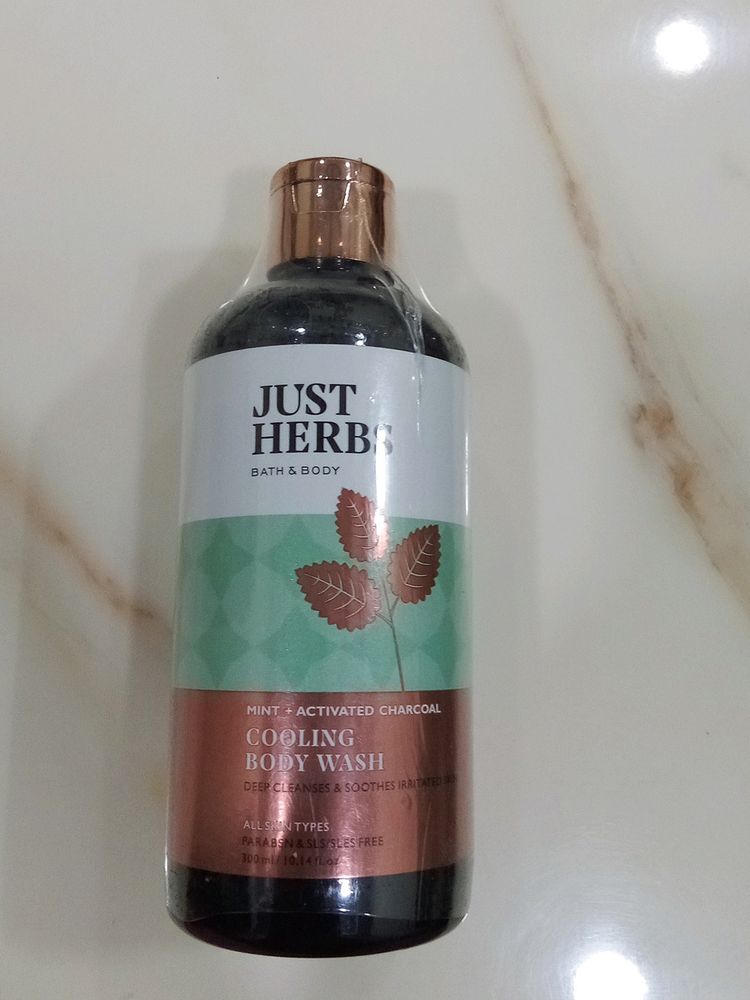 JUST
HERBS
BATH & BODY
MINT + ACTIVATED CHARCOAL
COOLING
BODY WASH
DEEP CLEANSES & SOOTHES IRRITATED SKIN
ALL SKIN TYPES
PARABEN & SLS/SLES FREE
300 ml / 10.14 fl. oz